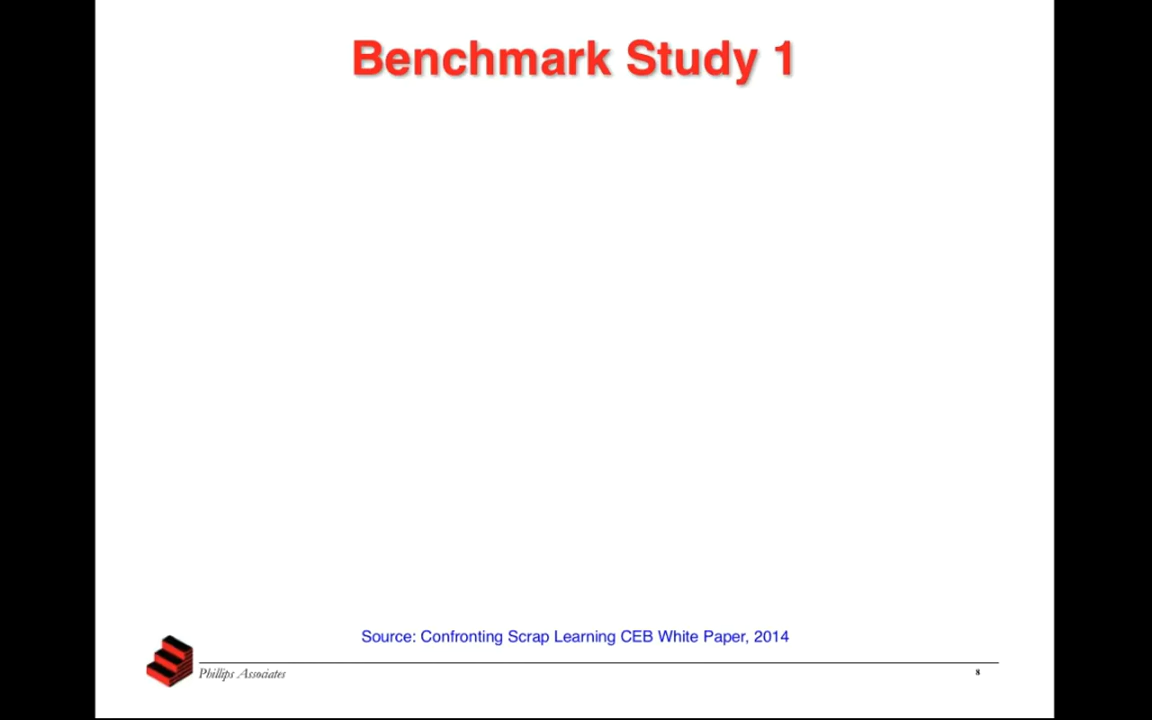 Benchmark Study 1
Source: Confronting Scrap Learning CEB White Paper, 2014
Phillips Associates
8